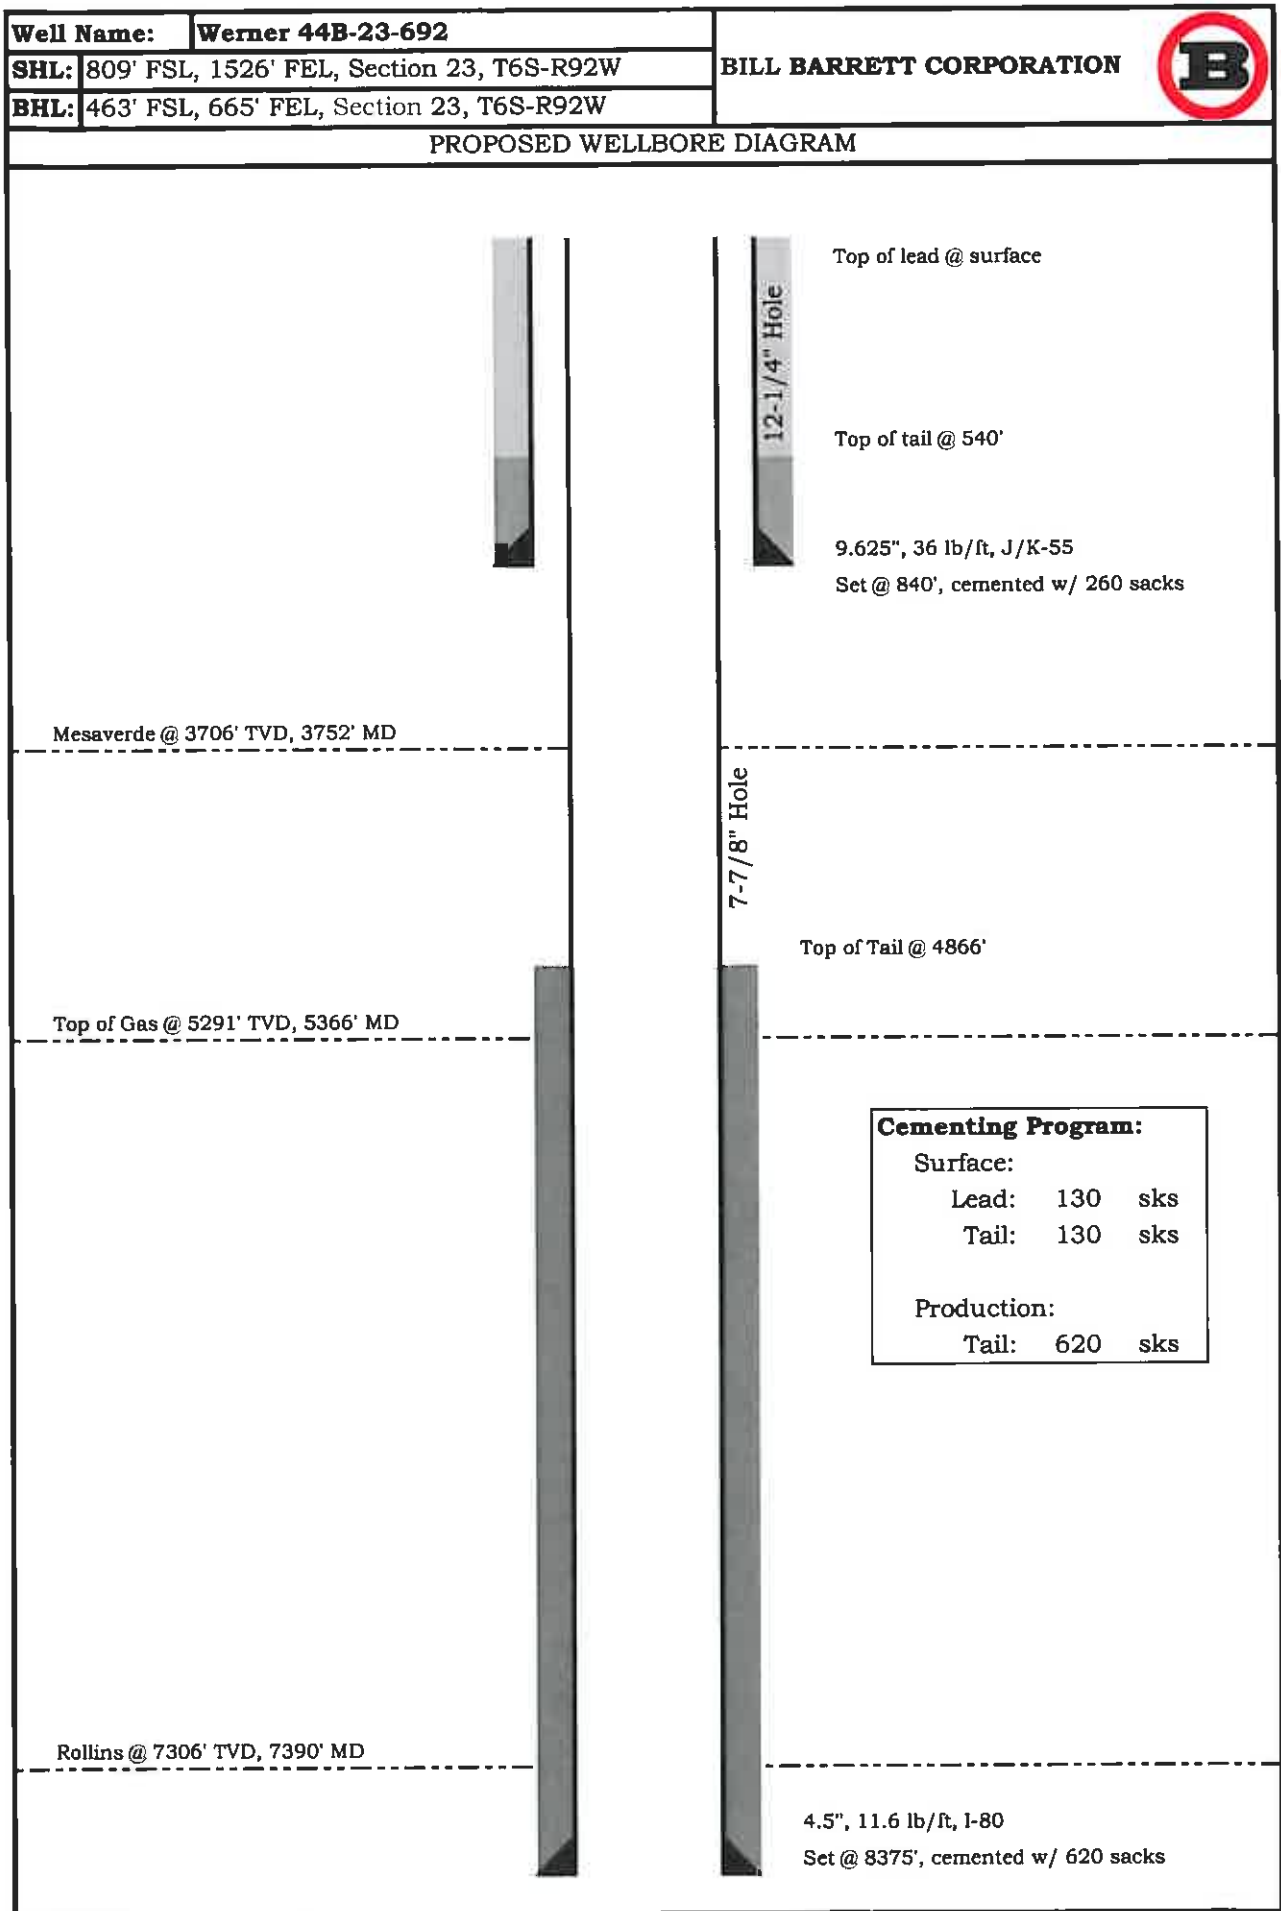 Well Name: Werner 44B-23-692
SHL: 809' FSL, 1526' FEL, Section 23, T6S-R92W
BHL: 463' FSL, 665' FEL, Section 23, T6S-R92W
BILL BARRETT CORPORATION
B
PROPOSED WELLBORE DIAGRAM
Top of lead @ surface
12-1/4" Hole
Top of tail @ 540'
9.625", 36 lb/ft, J/K-55
Set @ 840', cemented w/ 260 sacks
Mesaverde @ 3706' TVD, 3752' MD
7-7/8" Hole
Top of Tail @ 4866'
Top of Gas @ 5291' TVD, 5366' MD
Cementing Program:
Surface:
Lead: 130 sks
Tail: 130 sks
Production:
Tail: 620 sks
Rollins @ 7306' TVD, 7390' MD
4.5", 11.6 lb/ft, I-80
Set @ 8375', cemented w/ 620 sacks